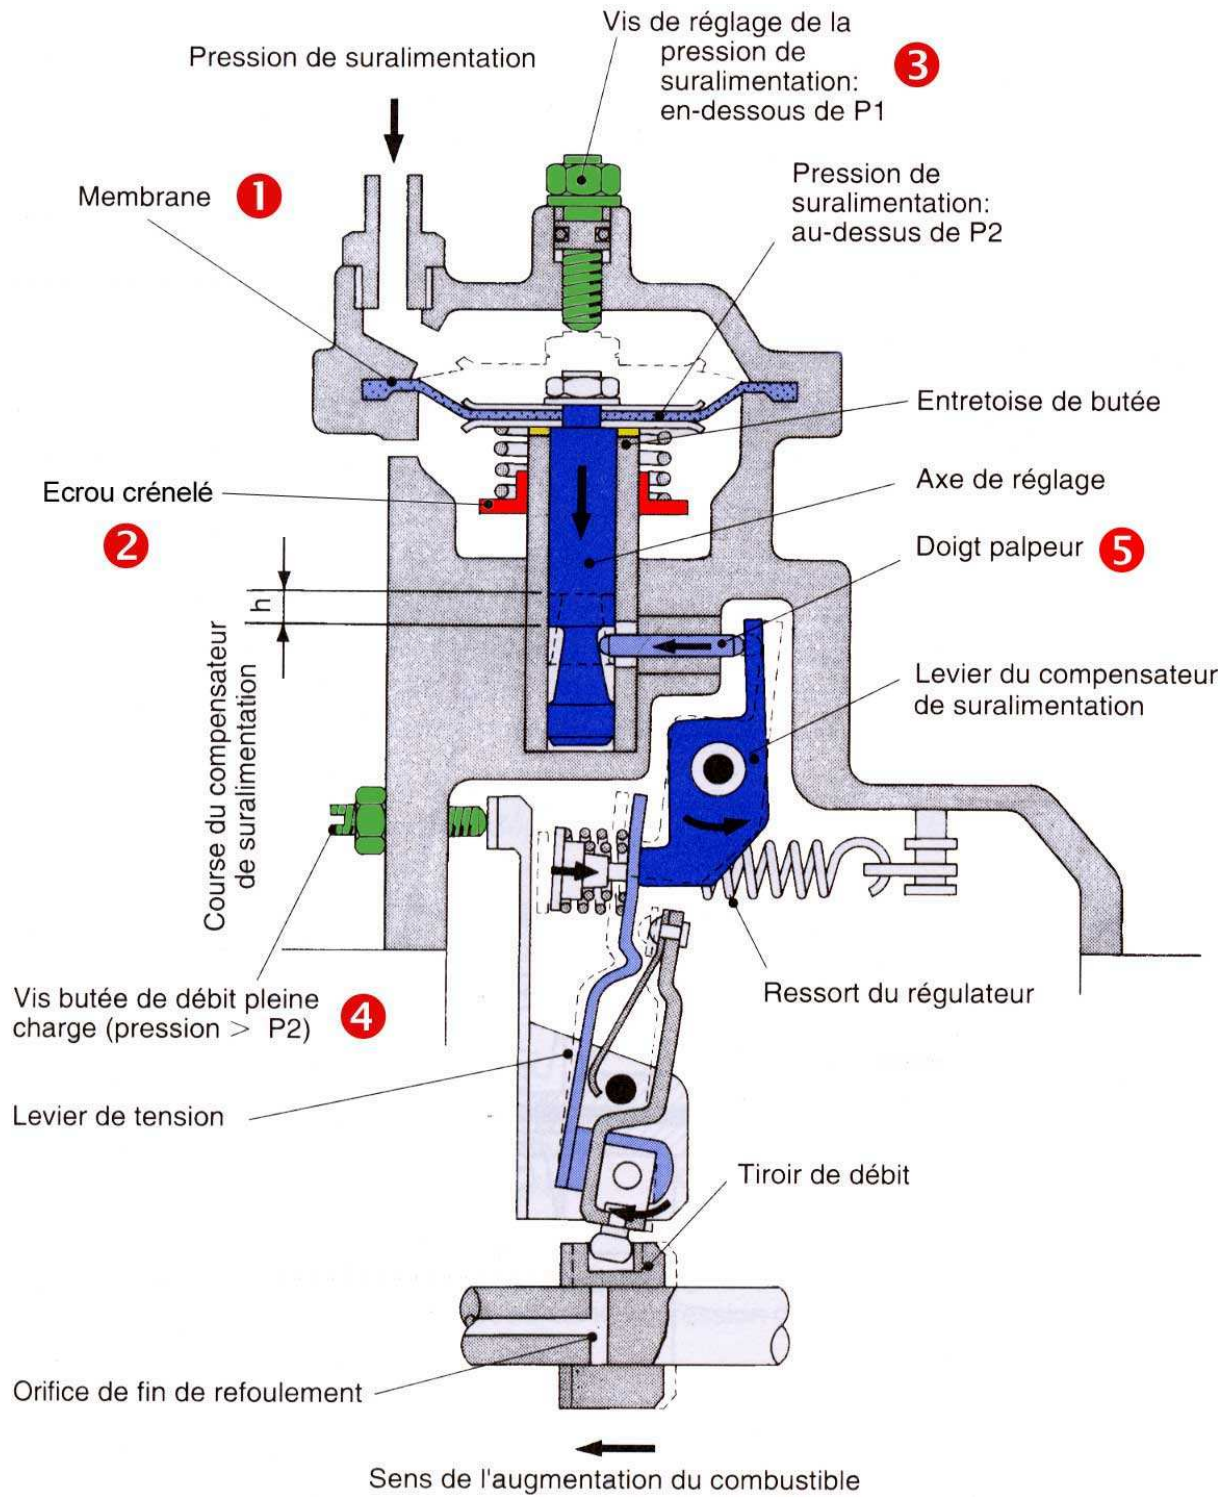 Vis de réglage de la
pression de
suralimentation:
en-dessous de P1
3
Pression de suralimentation
Membrane
1
Pression de
suralimentation:
au-dessus de P2
Entretoise de butée
Ecrou crénelé
2
Axe de réglage
Doigt palpeur
5
h
Course du compensateur
de suralimentation
Levier du compensateur
de suralimentation
Vis butée de débit pleine
charge (pression > P2)
4
Ressort du régulateur
Levier de tension
Tiroir de débit
Orifice de fin de refoulement
Sens de l'augmentation du combustible